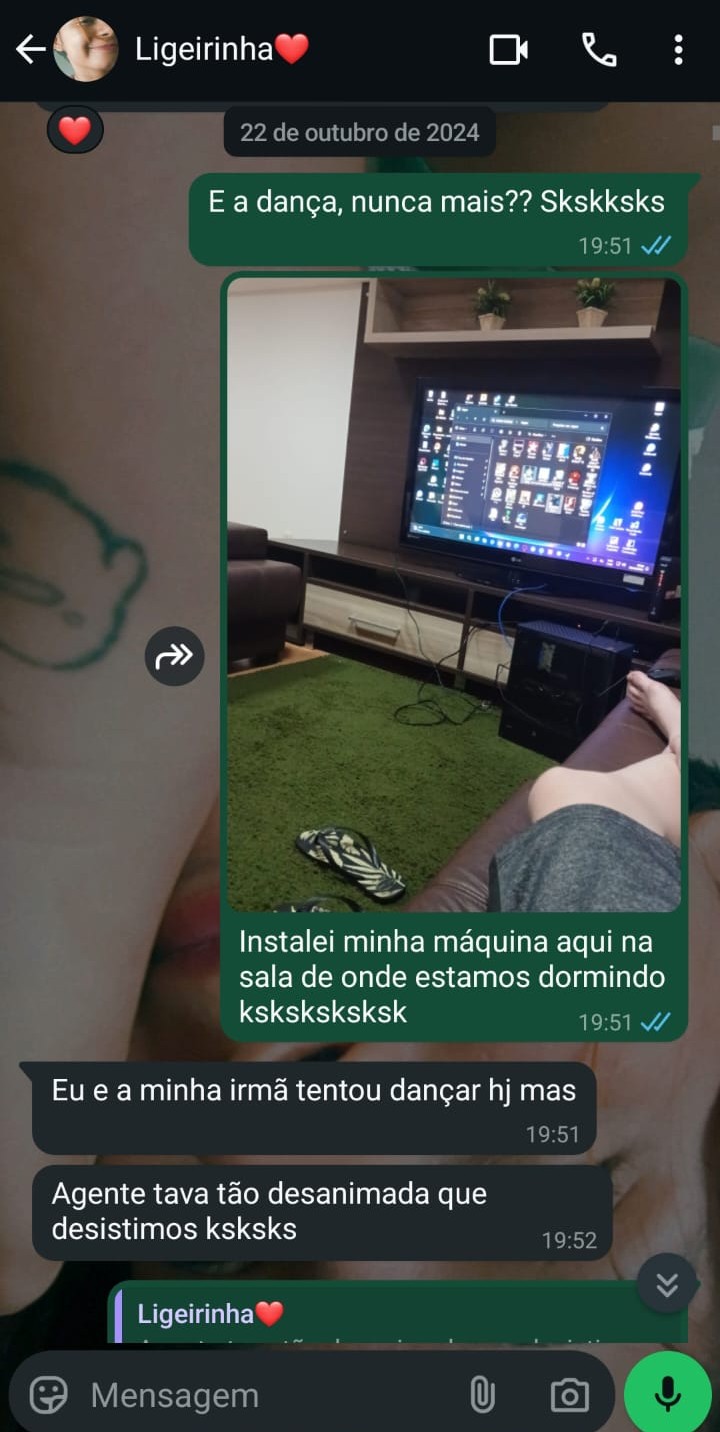 Ligeirinha❤️
22 de outubro de 2024
E a dança, nunca mais?? Skskksks
19:51
Instalei minha máquina aqui na
sala de onde estamos dormindo
ksksksksksk
19:51
Eu e a minha irmã tentou dançar hj mas
19:51
Agente tava tão desanimada que
desistimos ksksks
19:52
Ligeirinha❤️
Mensagem